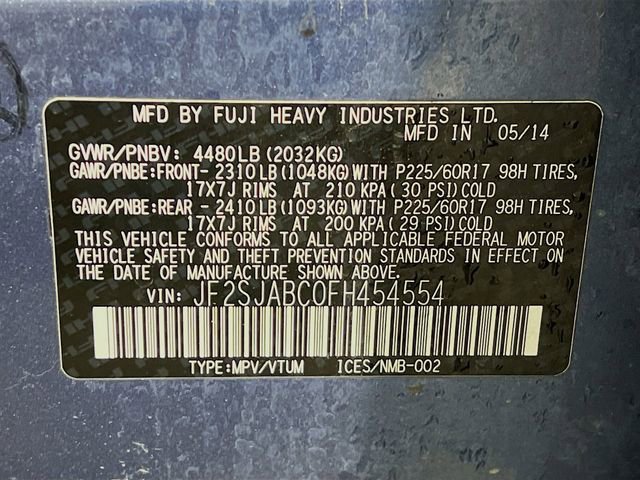 MFD BY FUJI HEAVY INDUSTRIES LTD.
MFD IN 05/14
GVWR/PNBV: 4480LB (2032KG)
GAWR/PNBE:FRONT- 2310LB (1048KG) WITH P225/60R17 98H TIRES,
17X7J RIMS AT 210 KPA (30 PSI) COLD
GAWR/PNBE:REAR - 2410LB (1093KG) WITH P225/60R17 98H TIRES,
17X7J RIMS AT 200 KPA (29 PSI) COLD
THIS VEHICLE CONFORMS TO ALL APPLICABLE FEDERAL MOTOR
VEHICLE SAFETY AND THEFT PREVENTION STANDARDS IN EFFECT ON
THE DATE OF MANUFACTURE SHOWN ABOVE.
VIN: JF2SJABC0FH454554
TYPE:MPV/VTUM ICES/NMB-002